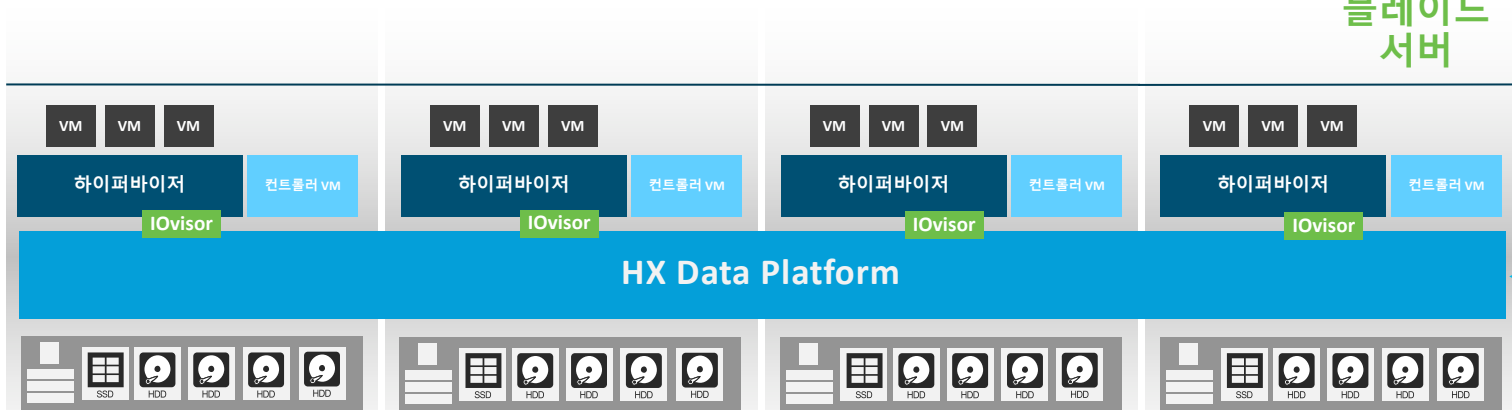 블레이드
서버
VM VM VM VM VM VM VM VM VM VM VM VM
하이퍼바이저 컨트롤러 VM 하이퍼바이저 컨트롤러 VM 하이퍼바이저 컨트롤러 VM 하이퍼바이저 컨트롤러 VM
IOvisor IOvisor IOvisor IOvisor
HX Data Platform
SSD HDD HDD HDD HDD SSD HDD HDD HDD HDD SSD HDD HDD HDD HDD SSD HDD HDD HDD HDD